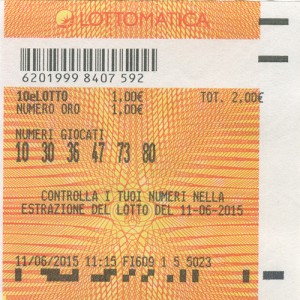 LOTTOMATICA
6201999 8407 592
10eLOTTO 1,00€ TOT. 2,00€
NUMERO ORO 1,00€
NUMERI GIOCATI
10 30 36 47 73 80
CONTROLLA I TUOI NUMERI NELLA
ESTRAZIONE DEL LOTTO DEL 11-06-2015
11/06/2015 11:15 FI609 1 5 5023